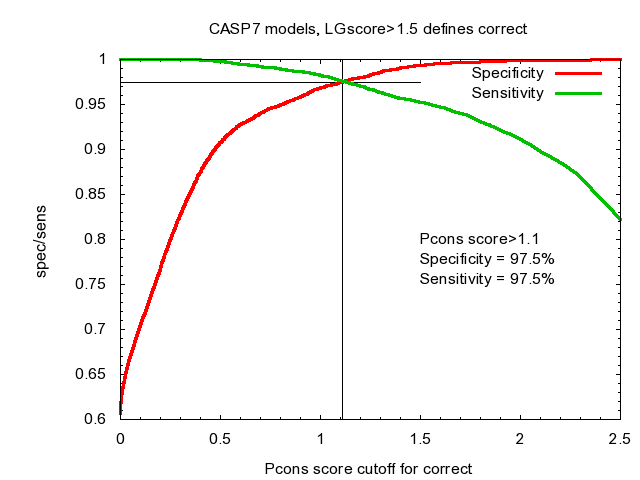 CASP7 models, LGscore>1.5 defines correct
1
0.95
0.9
0.85
0.8
0.75
0.7
0.65
0.6
spec/sens
Specificity
Sensitivity
Pcons score>1.1
Specificity = 97.5%
Sensitivity = 97.5%
0
0.5
1
1.5
2
2.5
Pcons score cutoff for correct